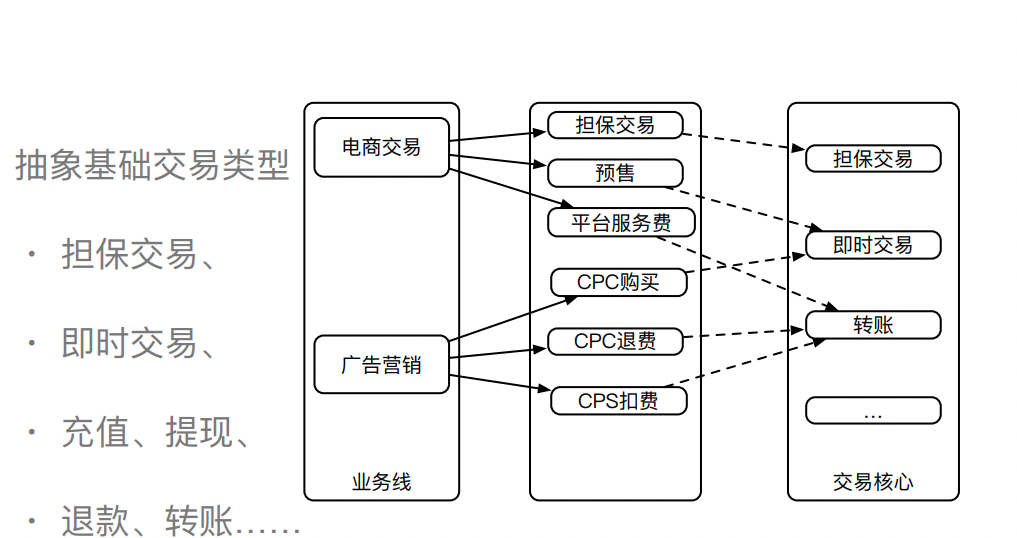 抽象基础交易类型
· 担保交易、
· 即时交易、
· 充值、提现、
· 退款、转账……
电商交易
广告营销
业务线
担保交易
预售
平台服务费
CPC购买
CPC退费
CPS扣费
担保交易
即时交易
转账
…
交易核心